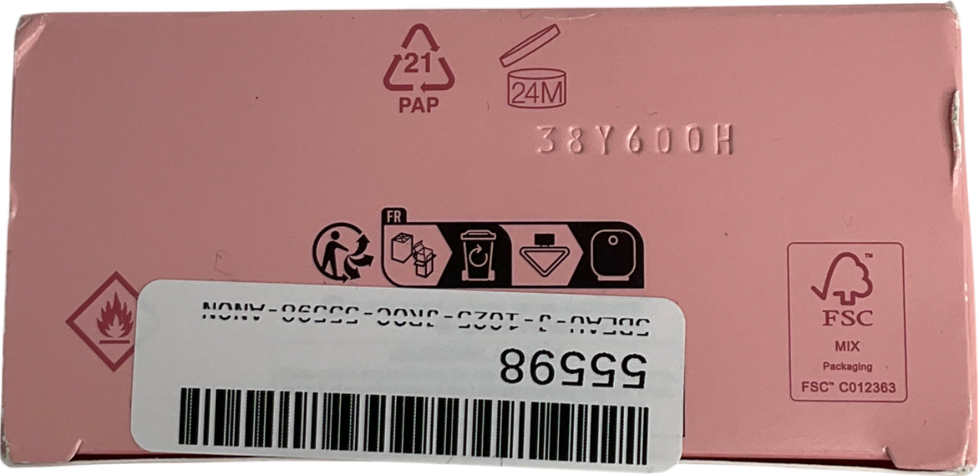 21
PAP
24M
38Y600H
FR
FSC
MIX
Packaging
FSC™ C012363
55598